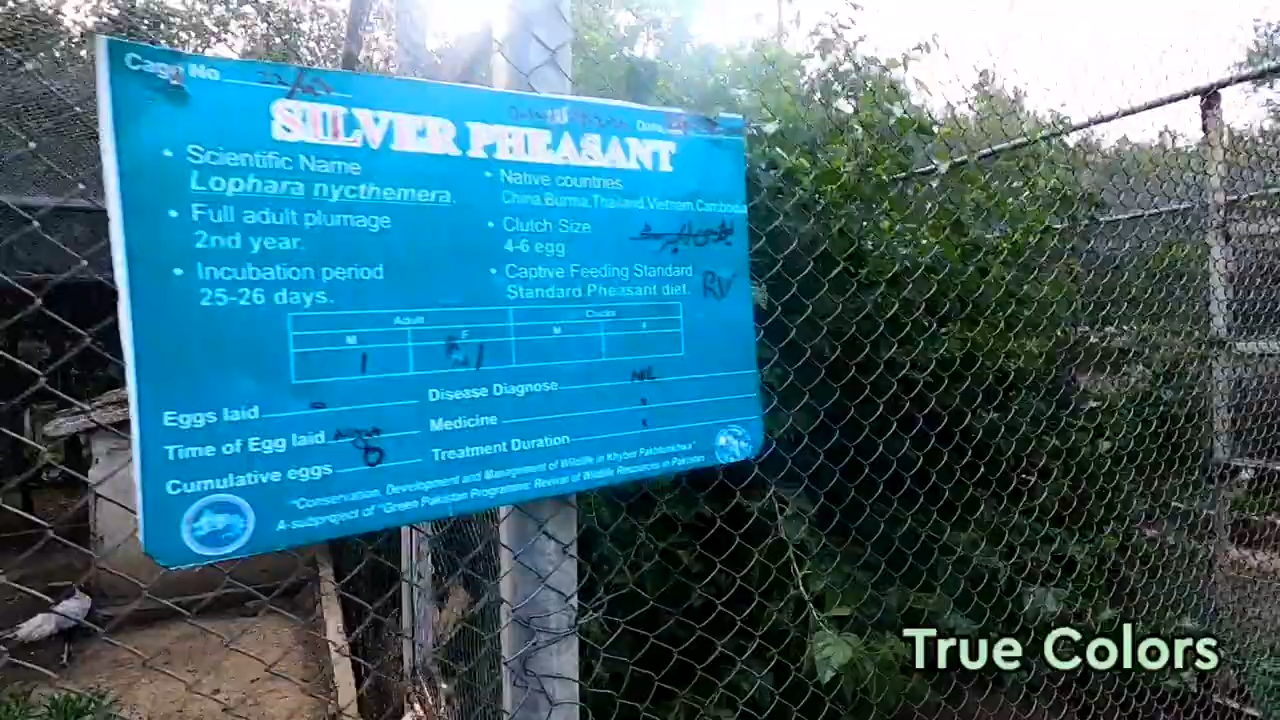 Cage No.
SILVER PHEASANT
• Scientific Name
Lophara nycthemera.
• Full adult plumage
2nd year.
• Incubation period
25-26 days.
• Native countries
China,Burma,Thailand,Vietnam,Cambodia
• Clutch Size
4-6 egg
• Captive Feeding Standard
Standard Pheasant diet.
RV
Adult Chicks
M F M F
1
Eggs laid
Time of Egg laid
Cumulative eggs
Disease Diagnose NIL
Medicine
Treatment Duration
"Conservation, Development and Management of Wildlife in Khyber Pakhtunkhwa"
A-subproject of "Green Pakistan Programme: Revival of Wildlife Resources in Pakistan
True Colors